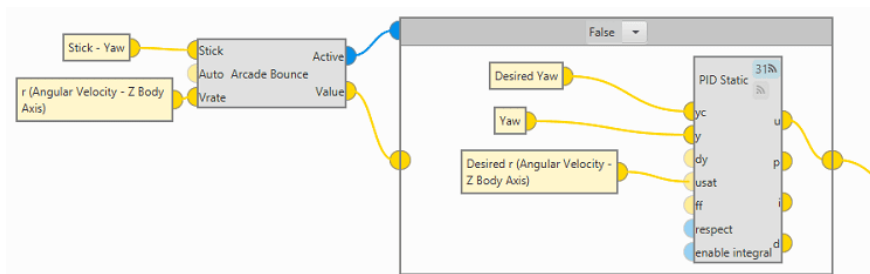 Stick - Yaw
r (Angular Velocity - Z Body
Axis)
Stick
Active
Auto Arcade Bounce
Value
Vrate
False
Desired Yaw
Yaw
Desired r (Angular Velocity -
Z Body Axis)
PID Static
31
yc
u
y
dy
p
usat
ff
i
respect
d
enable integral